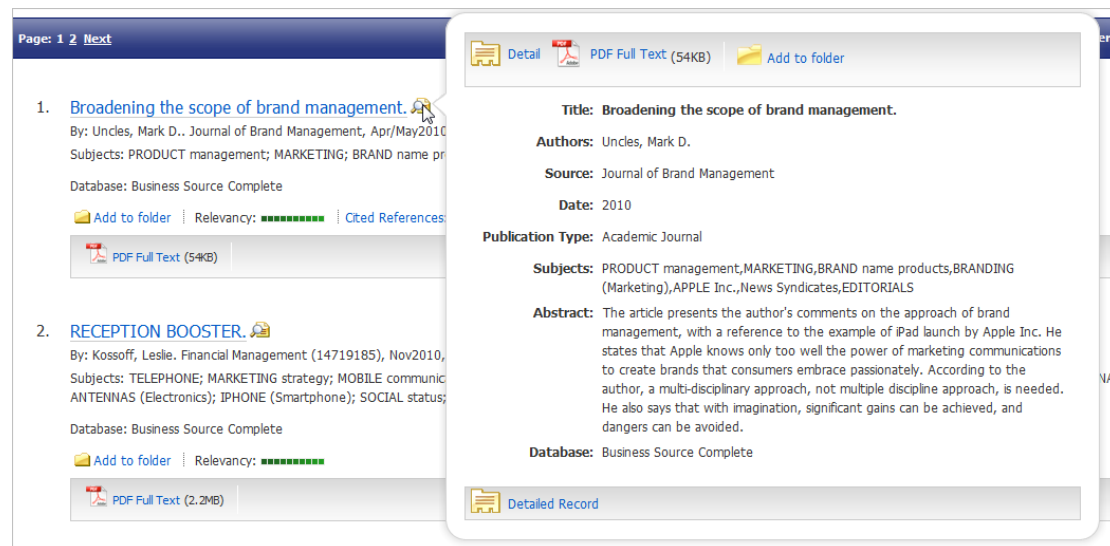 Page: 1 2 Next
1. Broadening the scope of brand management.
By: Uncles, Mark D.. Journal of Brand Management, Apr/May2010
Subjects: PRODUCT management; MARKETING; BRAND name pr
Database: Business Source Complete
Add to folder Relevancy: Cited References:
PDF Full Text (54KB)
2. RECEPTION BOOSTER.
By: Kossoff, Leslie. Financial Management (14719185), Nov2010,
Subjects: TELEPHONE; MARKETING strategy; MOBILE communic
ANTENNAS (Electronics); IPHONE (Smartphone); SOCIAL status;
Database: Business Source Complete
Add to folder Relevancy:
PDF Full Text (2.2MB)
Detail PDF Full Text (54KB) Add to folder
Title: Broadening the scope of brand management.
Authors: Uncles, Mark D.
Source: Journal of Brand Management
Date: 2010
Publication Type: Academic Journal
Subjects: PRODUCT management,MARKETING,BRAND name products,BRANDING
(Marketing),APPLE Inc.,News Syndicates,EDITORIALS
Abstract: The article presents the author's comments on the approach of brand
management, with a reference to the example of iPad launch by Apple Inc. He
states that Apple knows only too well the power of marketing communications
to create brands that consumers embrace passionately. According to the
author, a multi-disciplinary approach, not multiple discipline approach, is needed.
He also says that with imagination, significant gains can be achieved, and
dangers can be avoided.
Database: Business Source Complete
Detailed Record